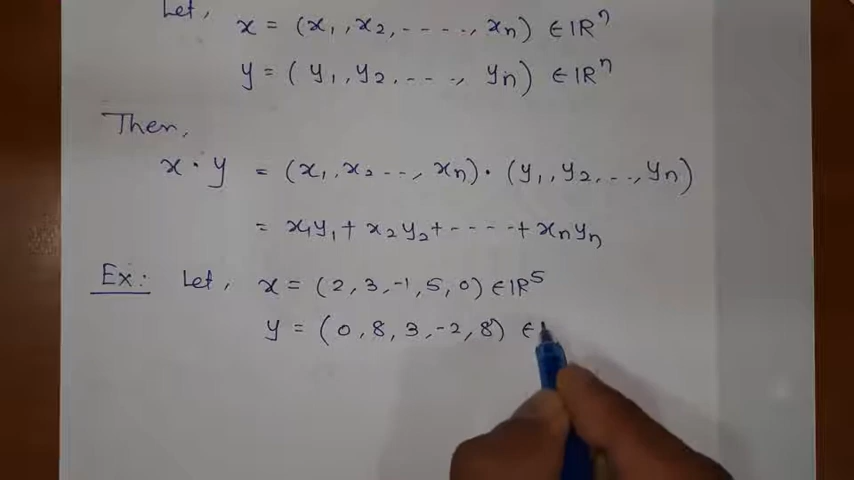 Let,
x = (x₁, x₂, ----., xₙ) ∈ ℝⁿ
y = (y₁, y₂, ---., yₙ) ∈ ℝⁿ
Then,
x · y = (x₁, x₂ --., xₙ) · (y₁, y₂, ..., yₙ)
= x₁y₁ + x₂y₂ + ---- + xₙyₙ
Ex: Let, x = (2, 3, -1, 5, 0) ∈ ℝ⁵
y = (0, 8, 3, -2, 8) ∈